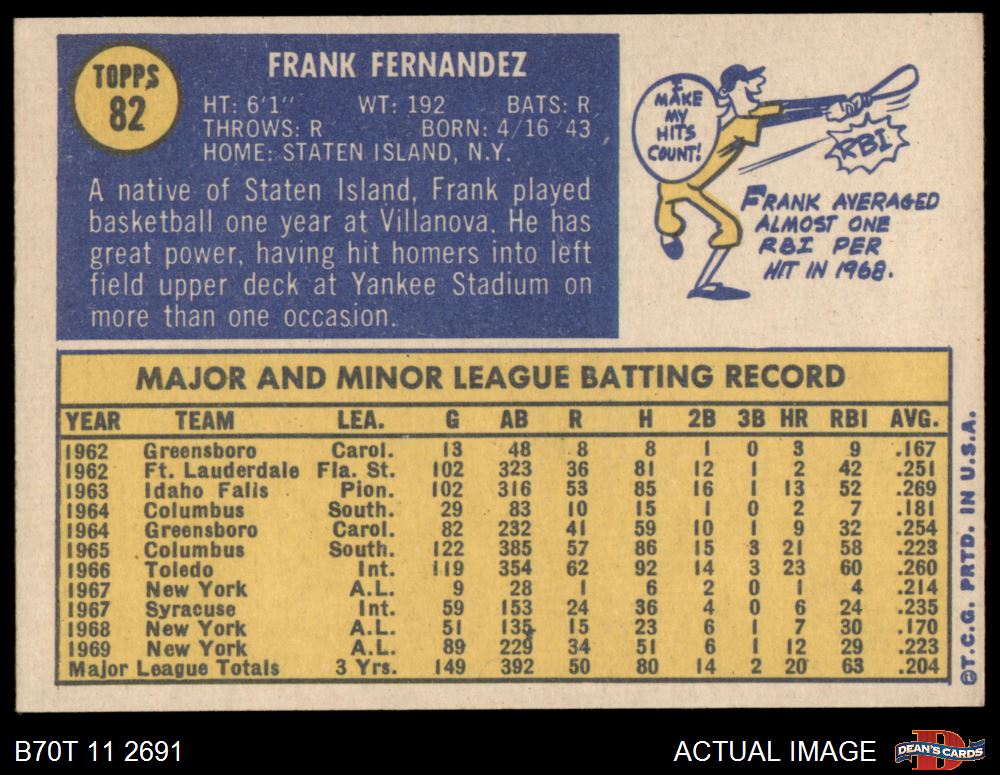 TOPPS
82
FRANK FERNANDEZ
HT: 6'1" WT: 192 BATS: R
THROWS: R BORN: 4/16/43
HOME: STATEN ISLAND, N.Y.
A native of Staten Island, Frank played
basketball one year at Villanova. He has
great power, having hit homers into left
field upper deck at Yankee Stadium on
more than one occasion.
I
MAKE
MY
HITS
COUNT!
RBI
FRANK AVERAGED
ALMOST ONE
RBI PER
HIT IN 1968.
MAJOR AND MINOR LEAGUE BATTING RECORD
YEAR TEAM LEA. G AB R H 2B 3B HR RBI AVG.
1962 Greensboro Carol. 13 48 8 8 1 0 3 9 .167
1962 Ft. Lauderdale Fla. St. 102 323 36 81 12 1 2 42 .251
1963 Idaho Falls Pion. 102 316 53 85 16 1 13 52 .269
1964 Columbus South. 29 83 10 15 1 0 2 7 .181
1964 Greensboro Carol. 82 232 41 59 10 1 9 32 .254
1965 Columbus South. 122 385 57 86 15 3 21 58 .223
1966 Toledo Int. 119 354 62 92 14 3 23 60 .260
1967 New York A.L. 9 28 1 6 2 0 1 4 .214
1967 Syracuse Int. 59 153 24 36 4 0 6 24 .235
1968 New York A.L. 51 135 15 23 6 1 7 30 .170
1969 New York A.L. 89 229 34 51 6 1 12 29 .223
Major League Totals 3 Yrs. 149 392 50 80 14 2 20 63 .204
©T.C.G. PRTD. IN U.S.A.
B70T 11 2691
ACTUAL IMAGE
D
DEAN'S CARDS